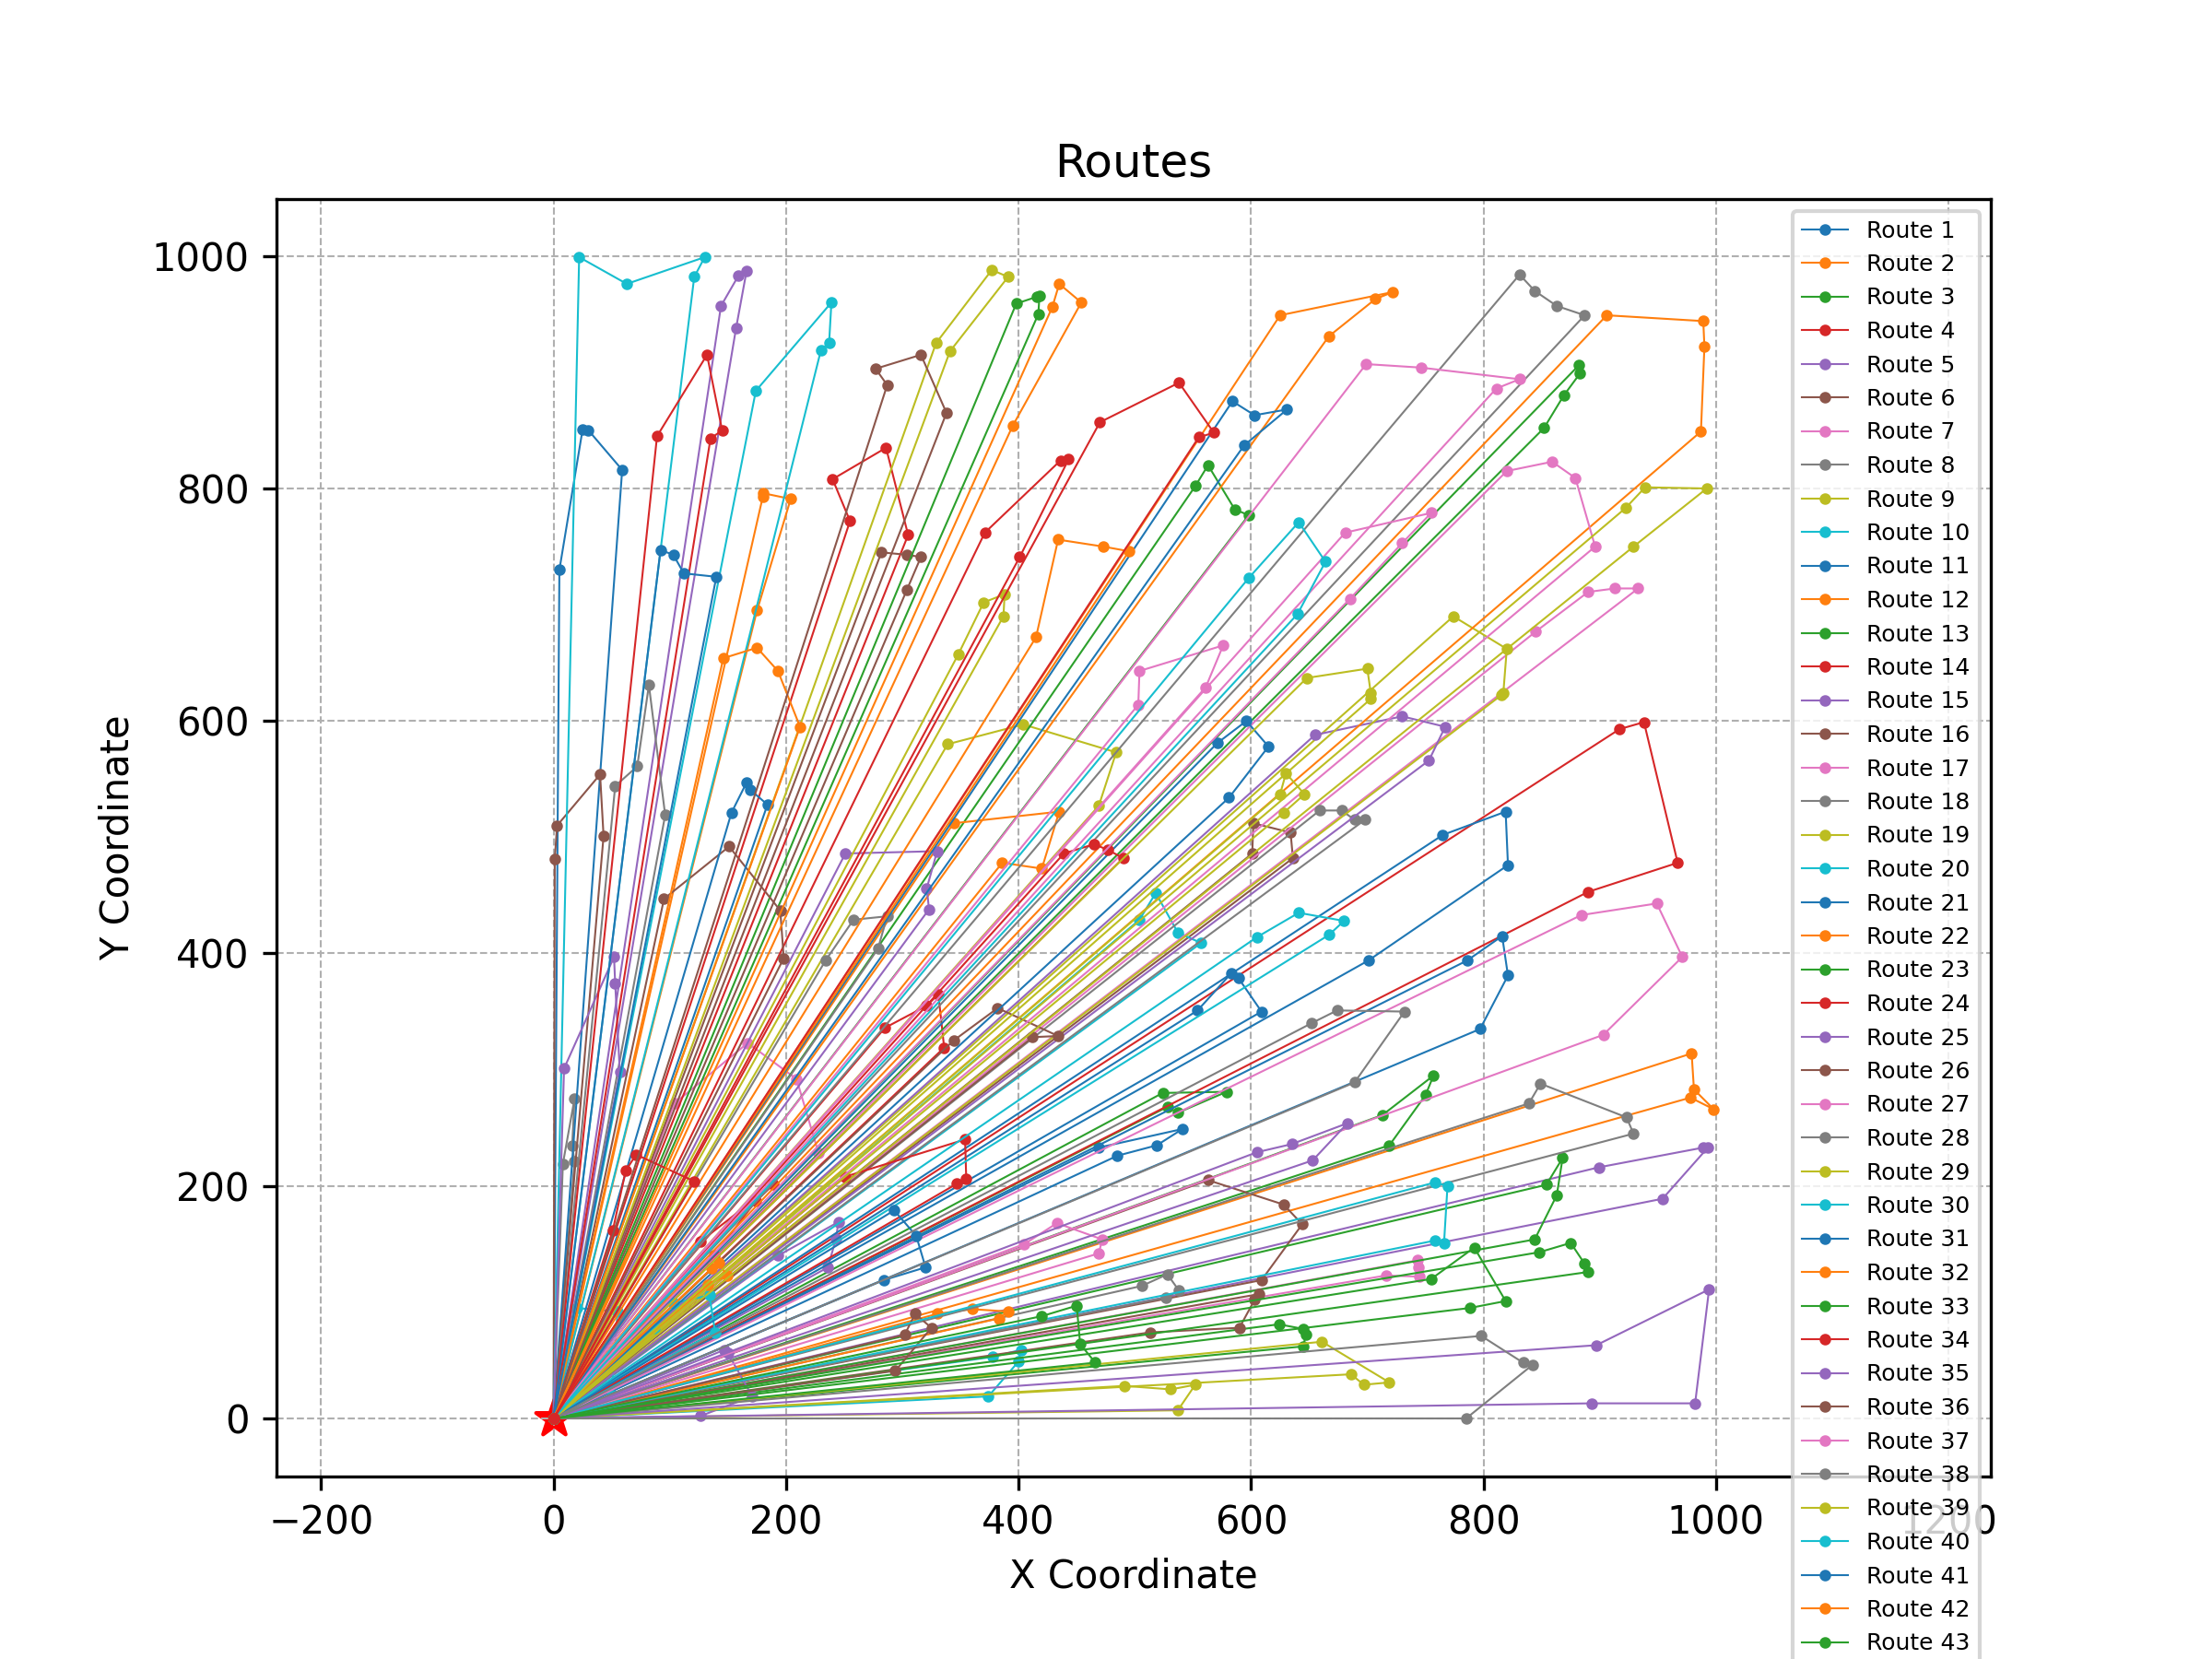 Routes
1000
800
600
400
200
0
Y Coordinate
−200
0
200
400
600
800
1000
1200
X Coordinate
Route 1
Route 2
Route 3
Route 4
Route 5
Route 6
Route 7
Route 8
Route 9
Route 10
Route 11
Route 12
Route 13
Route 14
Route 15
Route 16
Route 17
Route 18
Route 19
Route 20
Route 21
Route 22
Route 23
Route 24
Route 25
Route 26
Route 27
Route 28
Route 29
Route 30
Route 31
Route 32
Route 33
Route 34
Route 35
Route 36
Route 37
Route 38
Route 39
Route 40
Route 41
Route 42
Route 43